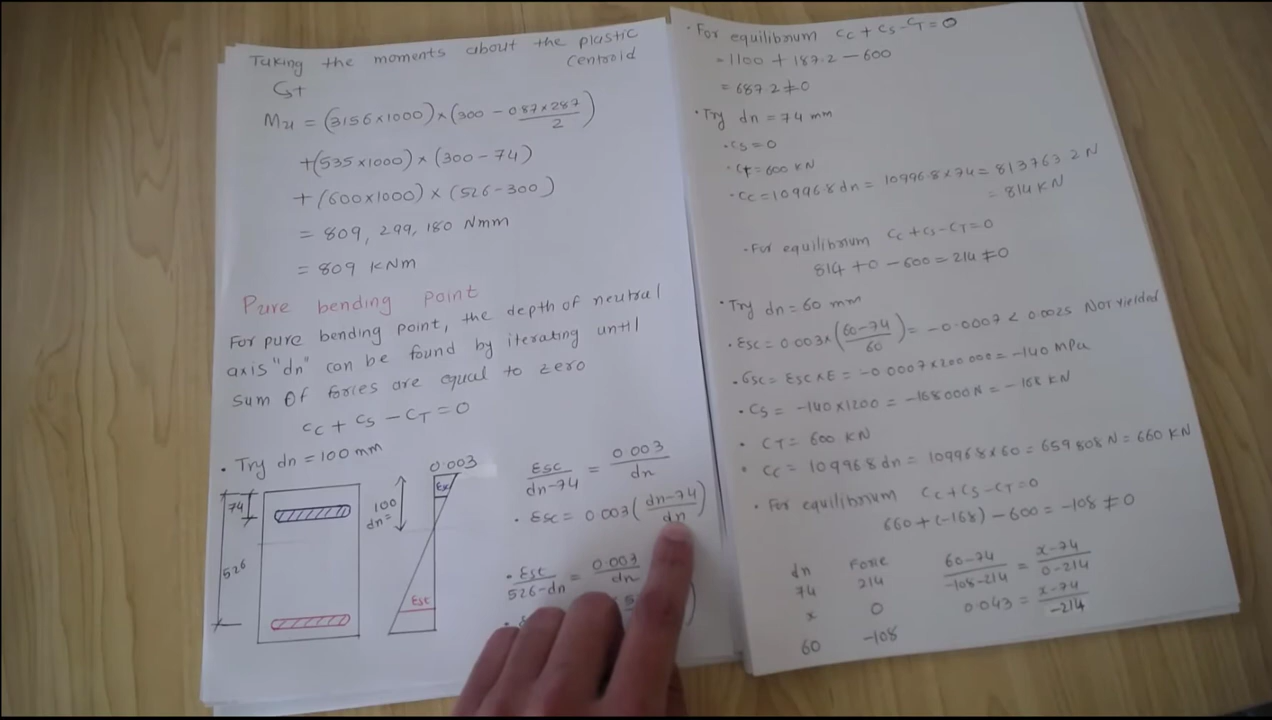 Taking the moments about the plastic
Centroid
Mu = (3156×1000)×(300 - 0.87×287/2)
+(535×1000)×(300-74)
+(600×1000)×(526-300)
= 809, 299, 180 Nmm
= 809 kNm
Pure bending point
For pure bending point, the depth of neutral
axis "dn" can be found by iterating until
sum of forces are equal to zero
Cc + Cs - CT = 0
• Try dn = 100 mm
0.003
74
526
100
dn=
Esc
Est
Esc/dn-74 = 0.003/dn
• Esc = 0.003(dn-74/dn)
• Est/526-dn = 0.003/dn
• For equilibrium Cc + Cs - CT = 0
= 1100 + 187.2 - 600
= 687.2 ≠ 0
• Try dn = 74 mm
• Cs = 0
• CT = 600 KN
• Cc = 10996.8 dn = 10996.8×74 = 813763.2 N
= 814 KN
• For equilibrium Cc + Cs - CT = 0
814 + 0 - 600 = 214 ≠ 0
• Try dn = 60 mm
• Esc = 0.003×(60-74/60) = -0.0007 < 0.0025 Not yielded
• Gsc = Esc×E = -0.0007×200 000 = -140 MPa
• Cs = -140×1200 = -168000N = -168 KN
• CT = 600 KN
• Cc = 10996.8 dn = 10996.8×60 = 659808 N = 660 KN
• For equilibrium Cc + Cs - CT = 0
660 + (-168) - 600 = -108 ≠ 0
dn Force
74 214
x 0
60 -108
60-74/-108-214 = x-74/0-214
0.043 = x-74/-214